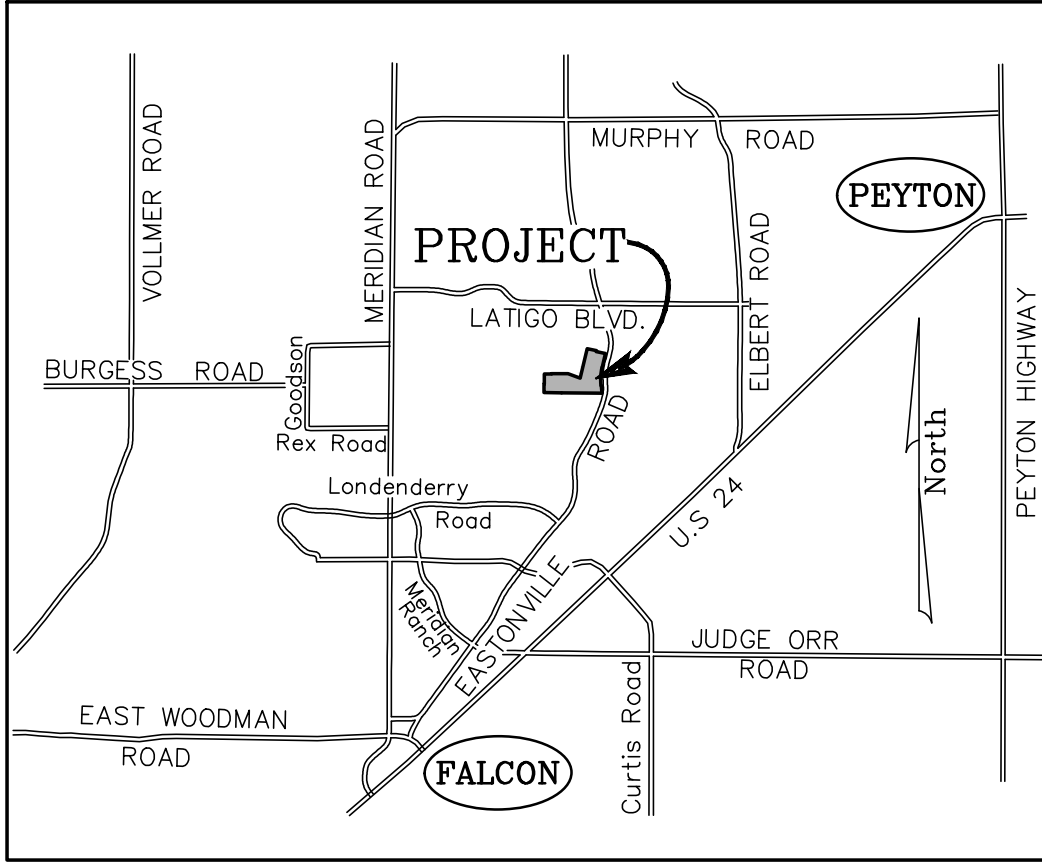 MURPHY ROAD
VOLLMER ROAD
MERIDIAN ROAD
PEYTON
PROJECT
ELBERT ROAD
LATIGO BLVD.
PEYTON HIGHWAY
BURGESS ROAD
Goodson
Rex Road
ROAD
North
Londenderry
Road
U.S 24
EASTONVILLE
Meridian
Ranch
JUDGE ORR
ROAD
Curtis Road
EAST WOODMAN
ROAD
FALCON